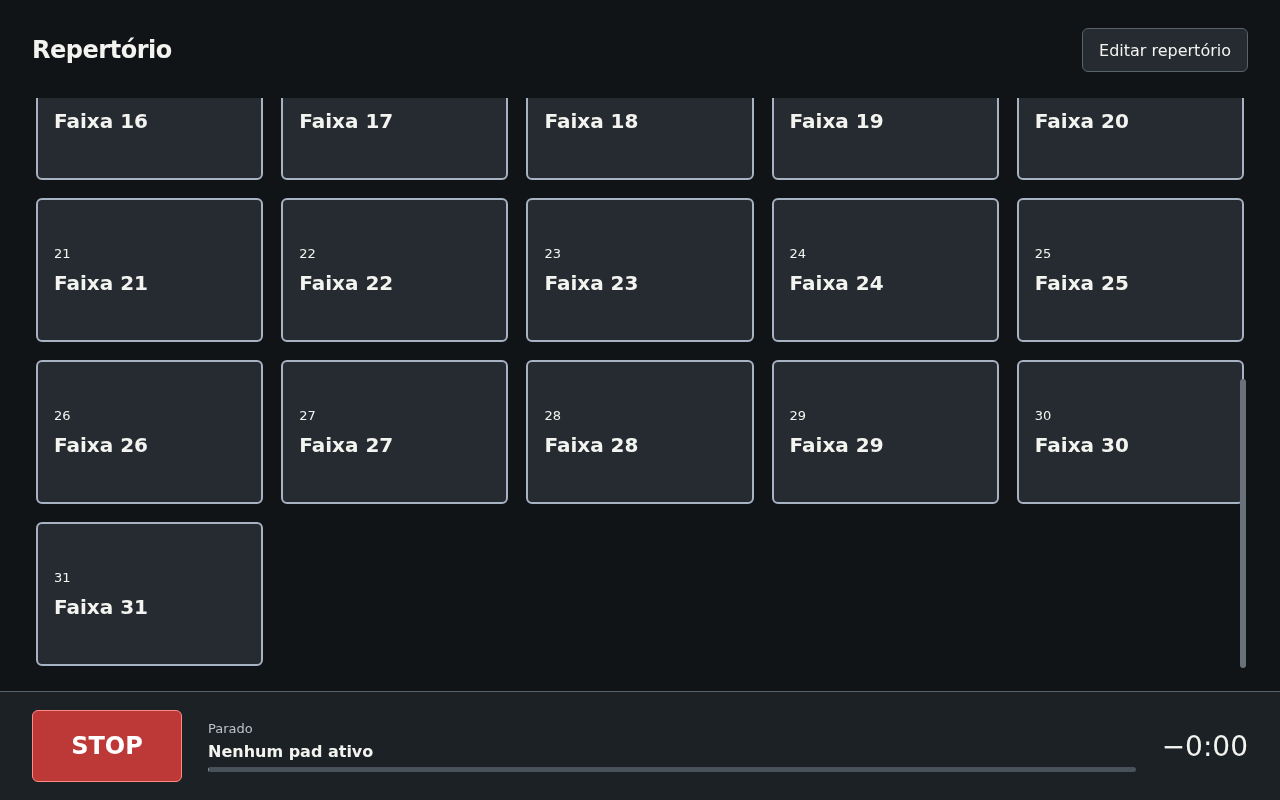 Repertório
Editar repertório
Faixa 16
Faixa 17
Faixa 18
Faixa 19
Faixa 20
21
Faixa 21
22
Faixa 22
23
Faixa 23
24
Faixa 24
25
Faixa 25
26
Faixa 26
27
Faixa 27
28
Faixa 28
29
Faixa 29
30
Faixa 30
31
Faixa 31
STOP
Parado
Nenhum pad ativo
−0:00